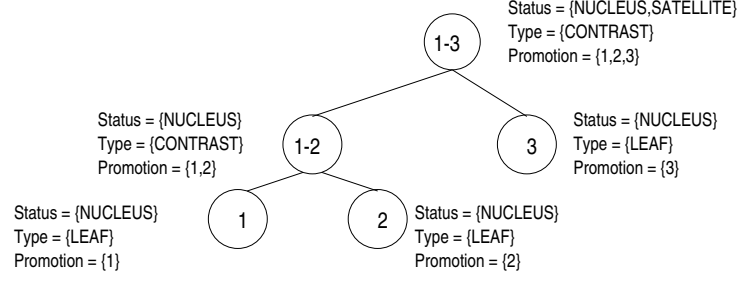 Status = {NUCLEUS,SATELLITE}
Type = {CONTRAST}
Promotion = {1,2,3}
1-3
Status = {NUCLEUS}
Type = {CONTRAST}
Promotion = {1,2}
1-2
3
Status = {NUCLEUS}
Type = {LEAF}
Promotion = {3}
Status = {NUCLEUS}
Type = {LEAF}
Promotion = {1}
1
2
Status = {NUCLEUS}
Type = {LEAF}
Promotion = {2}